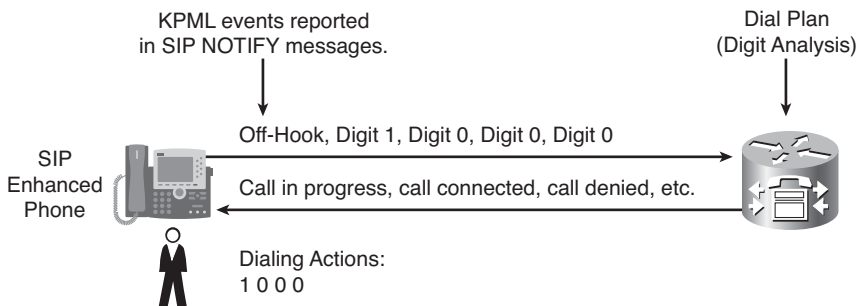 KPML events reported
in SIP NOTIFY messages.
Dial Plan
(Digit Analysis)
Off-Hook, Digit 1, Digit 0, Digit 0, Digit 0
SIP
Enhanced
Phone
Call in progress, call connected, call denied, etc.
Dialing Actions:
1 0 0 0